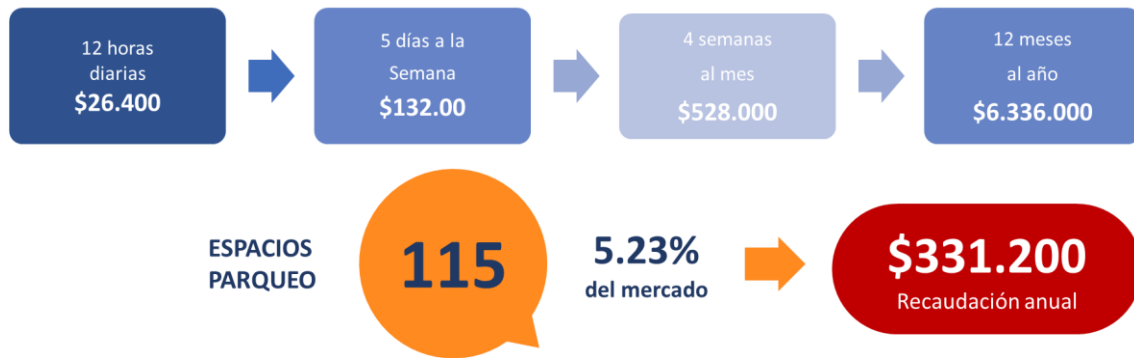 12 horas
diarias
$26.400
5 días a la
Semana
$132.00
4 semanas
al mes
$528.000
12 meses
al año
$6.336.000
ESPACIOS
PARQUEO
115
5.23%
del mercado
$331.200
Recaudación anual